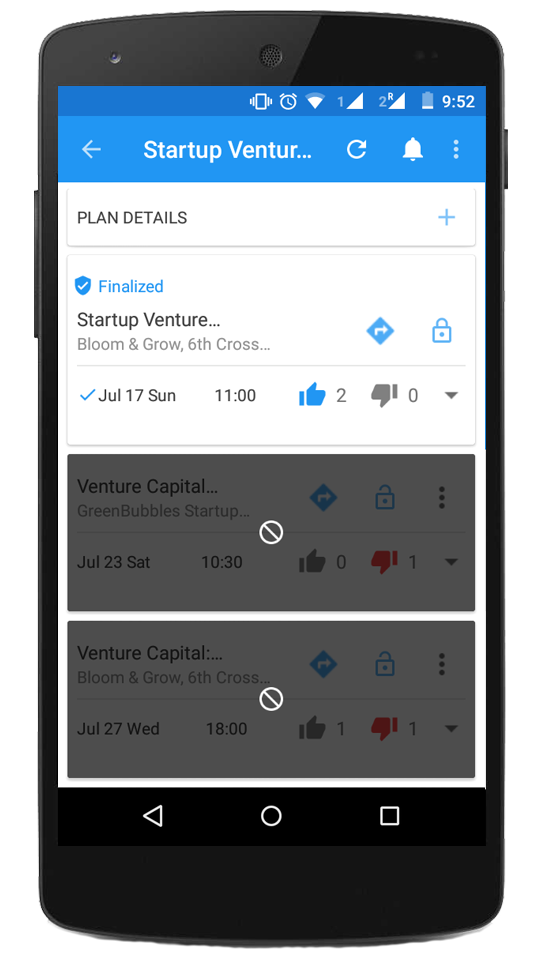 1 2 R 9:52
Startup Ventur...
PLAN DETAILS
Finalized
Startup Venture...
Bloom & Grow, 6th Cross...
Jul 17 Sun 11:00 2 0
Venture Capital...
GreenBubbles Startup...
Jul 23 Sat 10:30 0 1
Venture Capital:...
Bloom & Grow, 6th Cross...
Jul 27 Wed 18:00 1 1